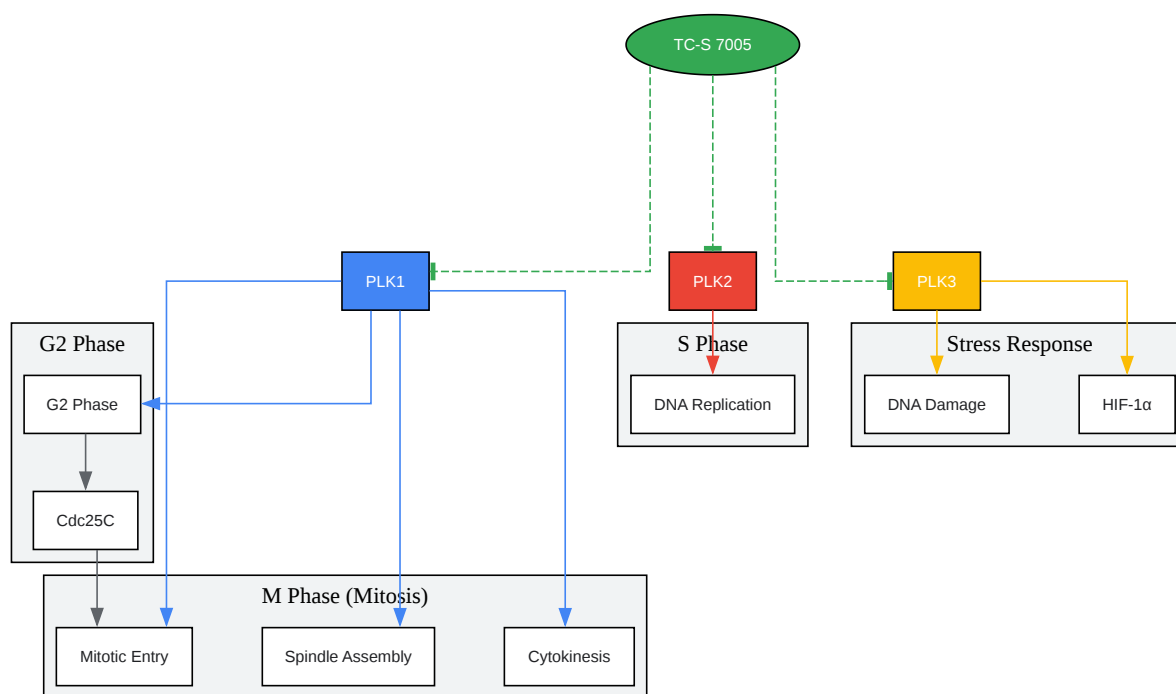 TC-S 7005
PLK1
PLK2
PLK3
G2 Phase
S Phase
Stress Response
G2 Phase
DNA Replication
DNA Damage
HIF-1α
Cdc25C
M Phase (Mitosis)
Mitotic Entry
Spindle Assembly
Cytokinesis